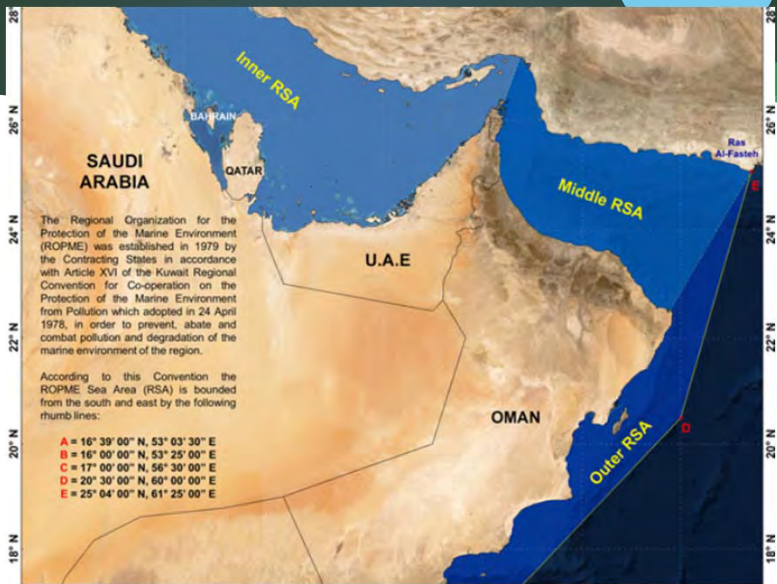 28°
28°
Inner RSA
26° N
BAHRAIN
26° N
Ras
Al-Fasteh
SAUDI
ARABIA
QATAR
E
Middle RSA
The Regional Organization for the
Protection of the Marine Environment
(ROPME) was established in 1979 by
the Contracting States in accordance
with Article XVI of the Kuwait Regional
Convention for Co-operation on the
Protection of the Marine Environment
from Pollution which adopted in 24 April
1978, in order to prevent, abate and
combat pollution and degradation of the
marine environment of the region.
24° N
24° N
U.A.E
22° N
22° N
According to this Convention the
ROPME Sea Area (RSA) is bounded
from the south and east by the following
rhumb lines:
OMAN
D
20° N
20° N
A = 16° 39' 00" N, 53° 03' 30" E
B = 16° 00' 00" N, 53° 25' 00" E
C = 17° 00' 00" N, 56° 30' 00" E
D = 20° 30' 00" N, 60° 00' 00" E
E = 25° 04' 00" N, 61° 25' 00" E
Outer RSA
18° N
18° N